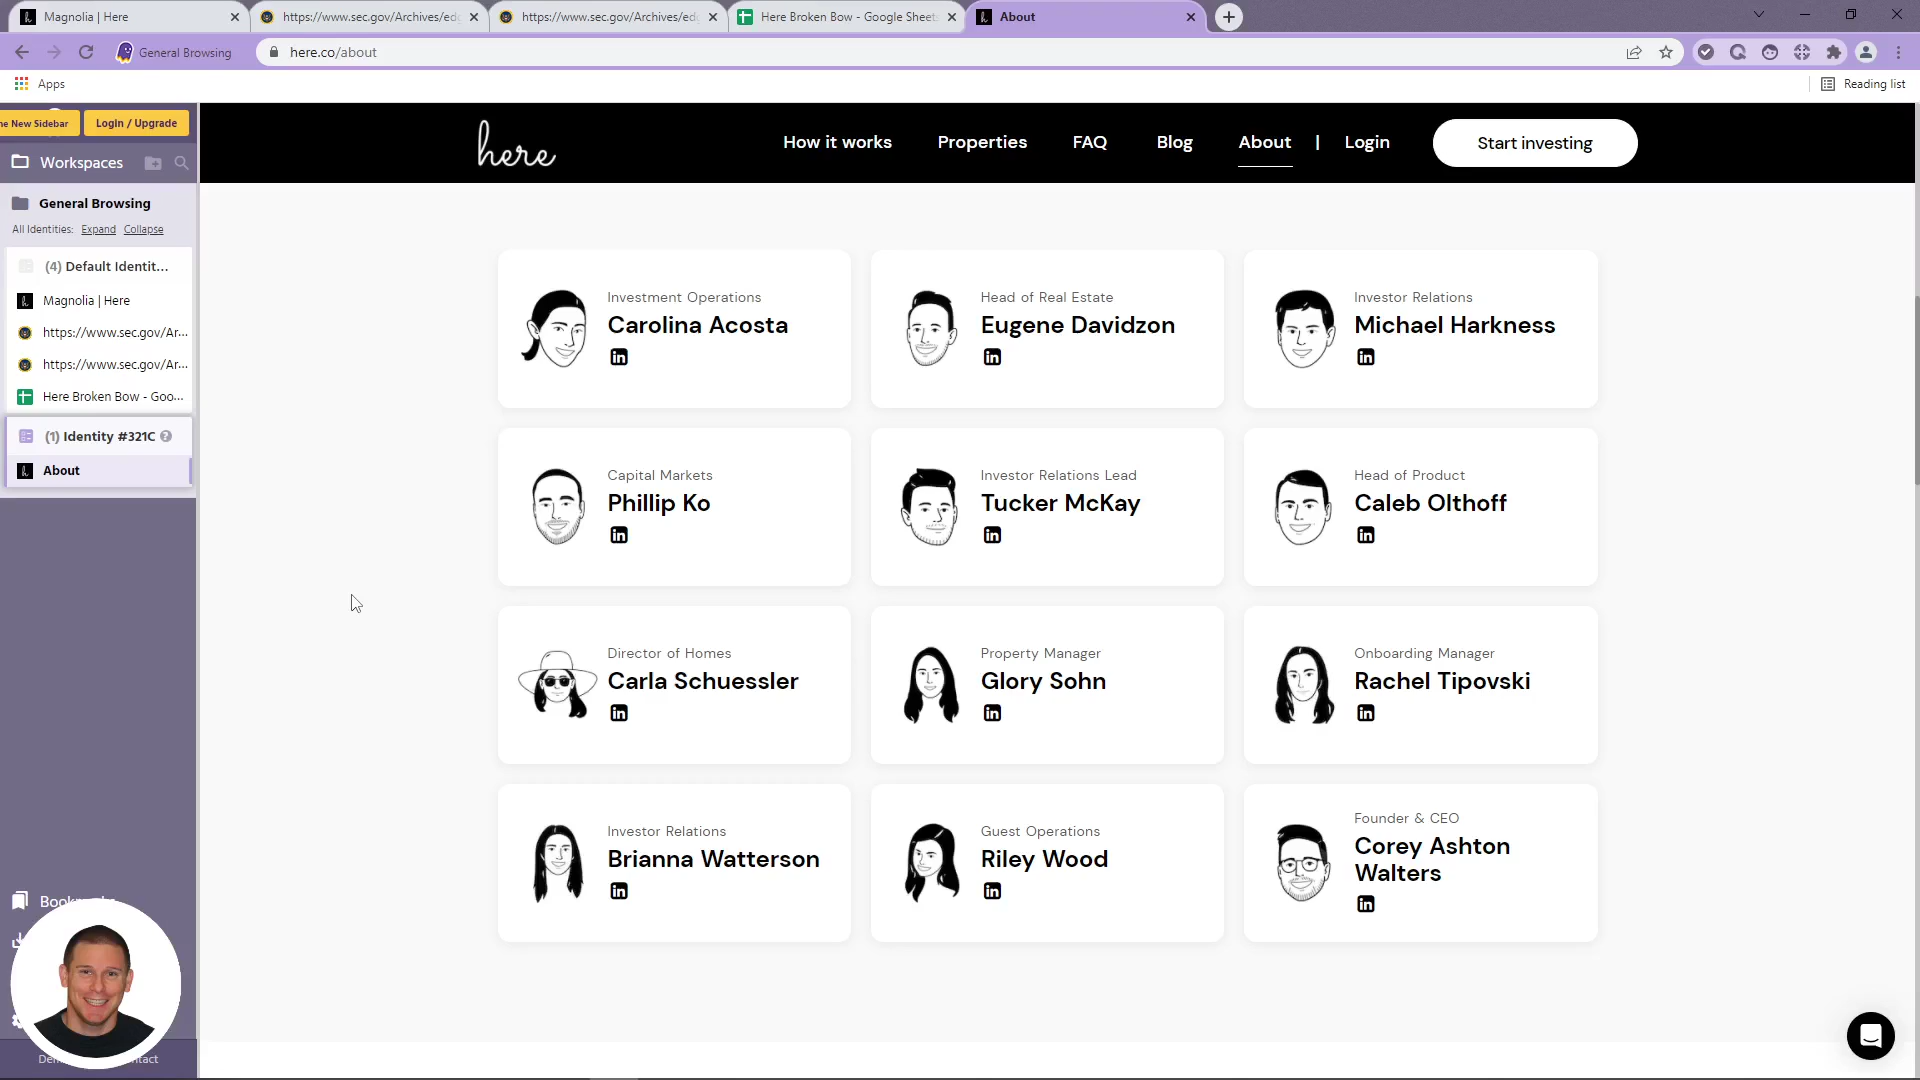 Magnolia | Here
https://www.sec.gov/Archives/ed
https://www.sec.gov/Archives/ed
Here Broken Bow - Google Sheets
About
General Browsing
here.co/about
Apps
Reading list
ne New Sidebar
Login / Upgrade
Workspaces
General Browsing
All Identities: Expand Collapse
(4) Default Identit...
Magnolia | Here
https://www.sec.gov/Ar...
https://www.sec.gov/Ar...
Here Broken Bow - Goo...
(1) Identity #321C
About
here
How it works
Properties
FAQ
Blog
About
|
Login
Start investing
Investment Operations
Carolina Acosta
Head of Real Estate
Eugene Davidzon
Investor Relations
Michael Harkness
Capital Markets
Phillip Ko
Investor Relations Lead
Tucker McKay
Head of Product
Caleb Olthoff
Director of Homes
Carla Schuessler
Property Manager
Glory Sohn
Onboarding Manager
Rachel Tipovski
Investor Relations
Brianna Watterson
Guest Operations
Riley Wood
Founder & CEO
Corey Ashton
Walters